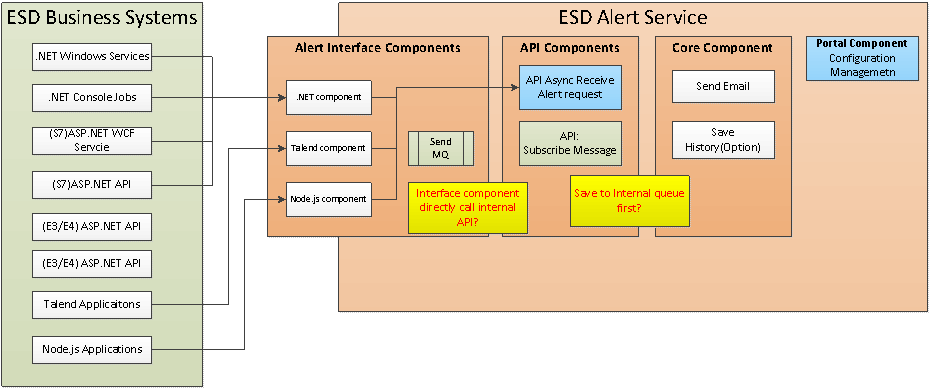 ESD Business Systems
.NET Windows Services
.NET Console Jobs
(S7)ASP.NET WCF
Servcie
(S7)ASP.NET API
(E3/E4) ASP.NET API
(E3/E4) ASP.NET API
Talend Applicaitons
Node.js Applications
ESD Alert Service
Alert Interface Components
.NET component
Talend component
Node.js component
Send
MQ
Interface component
directly call internal
API?
API Components
API Async Receive
Alert request
API:
Subscribe Message
Save to Internal queue
first?
Core Component
Send Email
Save
History(Option)
Portal Component
Configuration
Managemetn